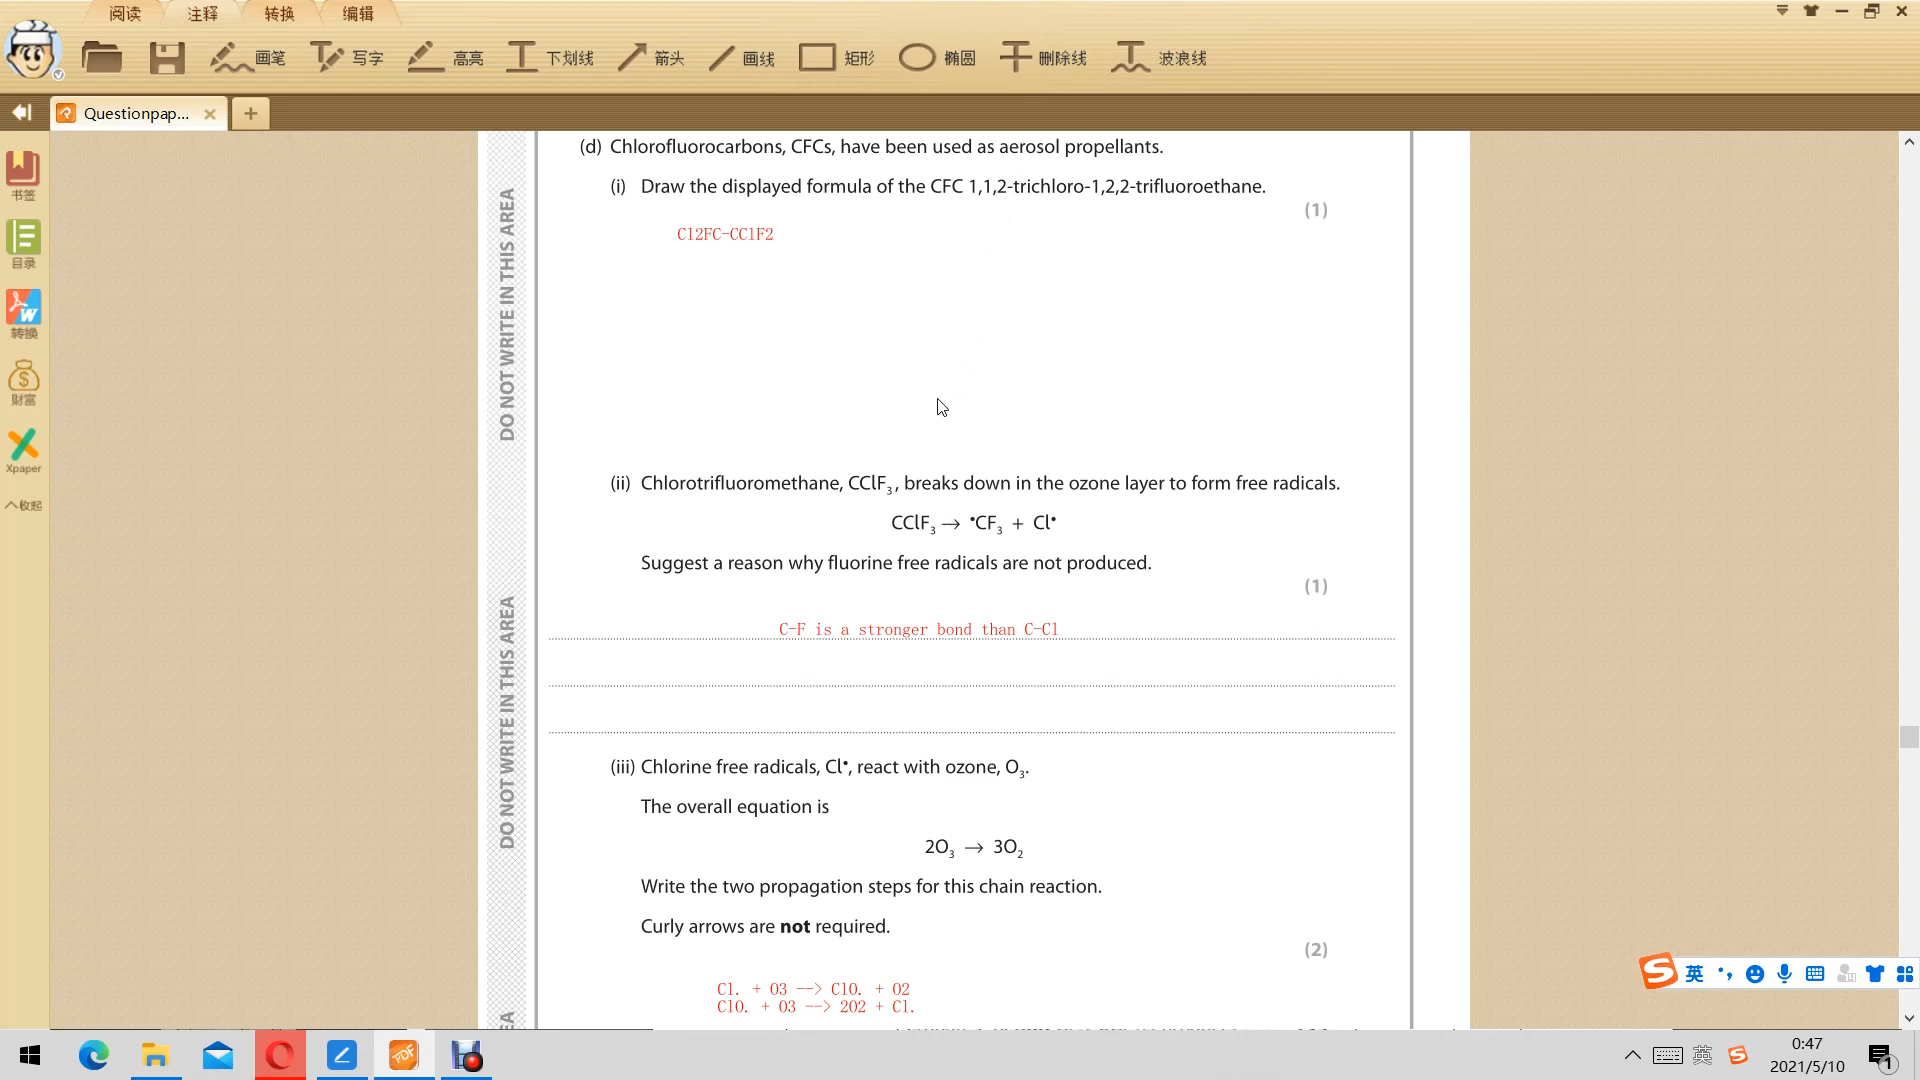 阅读 注释 转换 编辑
画笔 写字 高亮 下划线 箭头 画线 矩形 椭圆 删除线 波浪线
Questionpap...
书签
目录
转换
财富
Xpaper
收起
DO NOT WRITE IN THIS AREA
DO NOT WRITE IN THIS AREA
EA
(d) Chlorofluorocarbons, CFCs, have been used as aerosol propellants.
(i) Draw the displayed formula of the CFC 1,1,2-trichloro-1,2,2-trifluoroethane.
(1)
Cl2FC-CClF2
(ii) Chlorotrifluoromethane, CClF₃, breaks down in the ozone layer to form free radicals.
CClF₃ → •CF₃ + Cl•
Suggest a reason why fluorine free radicals are not produced.
(1)
C-F is a stronger bond than C-Cl
(iii) Chlorine free radicals, Cl•, react with ozone, O₃.
The overall equation is
2O₃ → 3O₂
Write the two propagation steps for this chain reaction.
Curly arrows are not required.
(2)
Cl. + O3 --> ClO. + O2
ClO. + O3 --> 2O2 + Cl.
英
PDF
英
0:47
2021/5/10
1